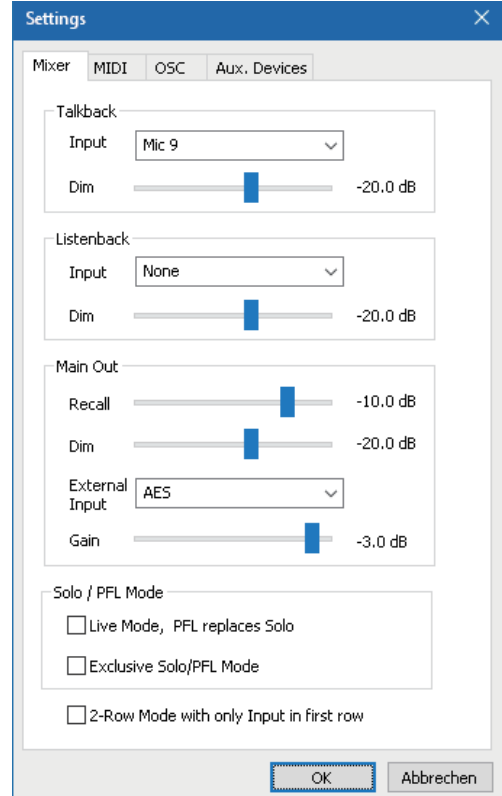 Settings
Mixer MIDI OSC Aux. Devices
Talkback
Input Mic 9
Dim -20.0 dB
Listenback
Input None
Dim -20.0 dB
Main Out
Recall -10.0 dB
Dim -20.0 dB
External
Input AES
Gain -3.0 dB
Solo / PFL Mode
Live Mode, PFL replaces Solo
Exclusive Solo/PFL Mode
2-Row Mode with only Input in first row
OK Abbrechen